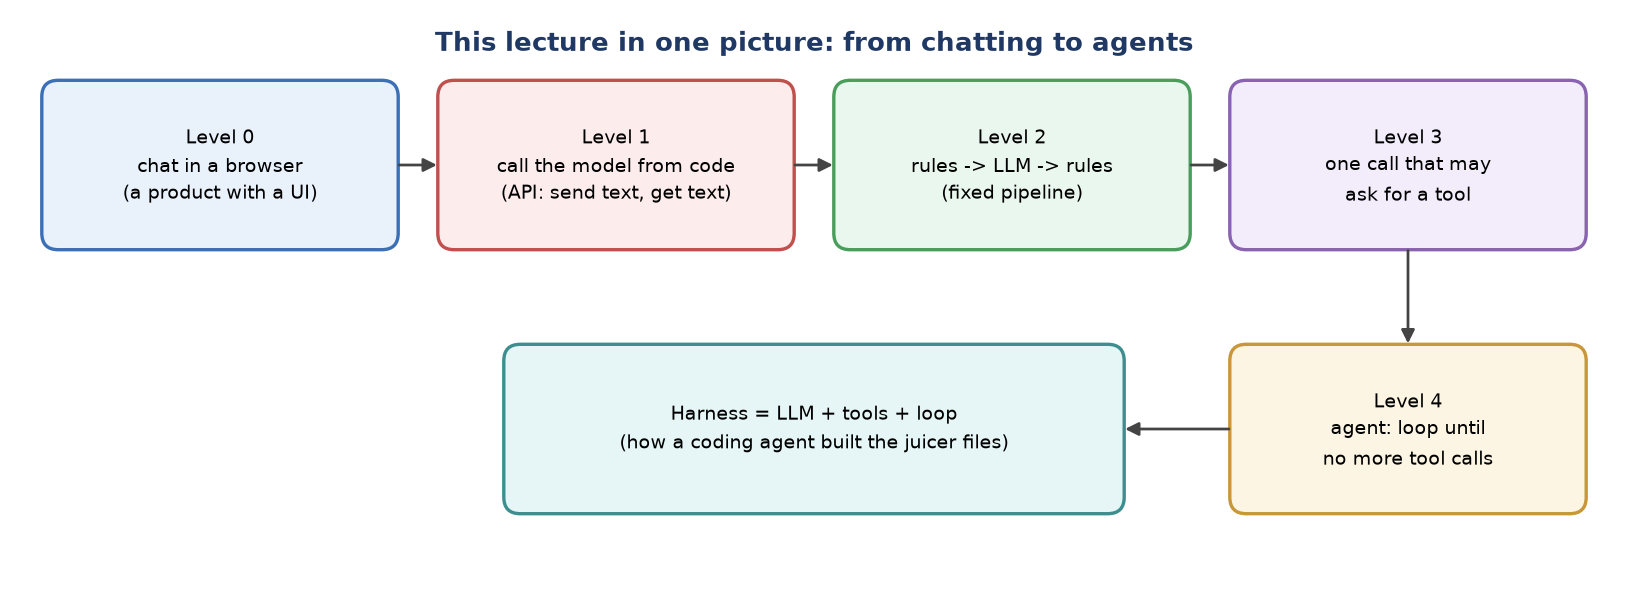 This lecture in one picture: from chatting to agents
Level 0
chat in a browser
(a product with a UI)
Level 1
call the model from code
(API: send text, get text)
Level 2
rules -> LLM -> rules
(fixed pipeline)
Level 3
one call that may
ask for a tool
Harness = LLM + tools + loop
(how a coding agent built the juicer files)
Level 4
agent: loop until
no more tool calls